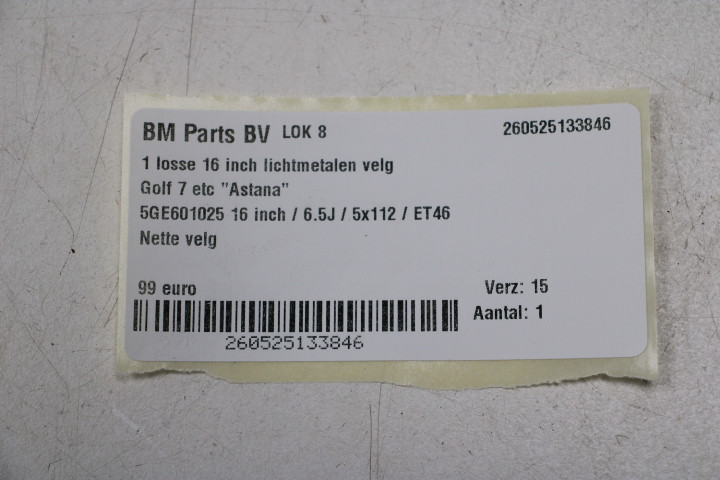 BM Parts BV LOK 8 260525133846
1 losse 16 inch lichtmetalen velg
Golf 7 etc "Astana"
5GE601025 16 inch / 6.5J / 5x112 / ET46
Nette velg
99 euro Verz: 15
Aantal: 1
260525133846